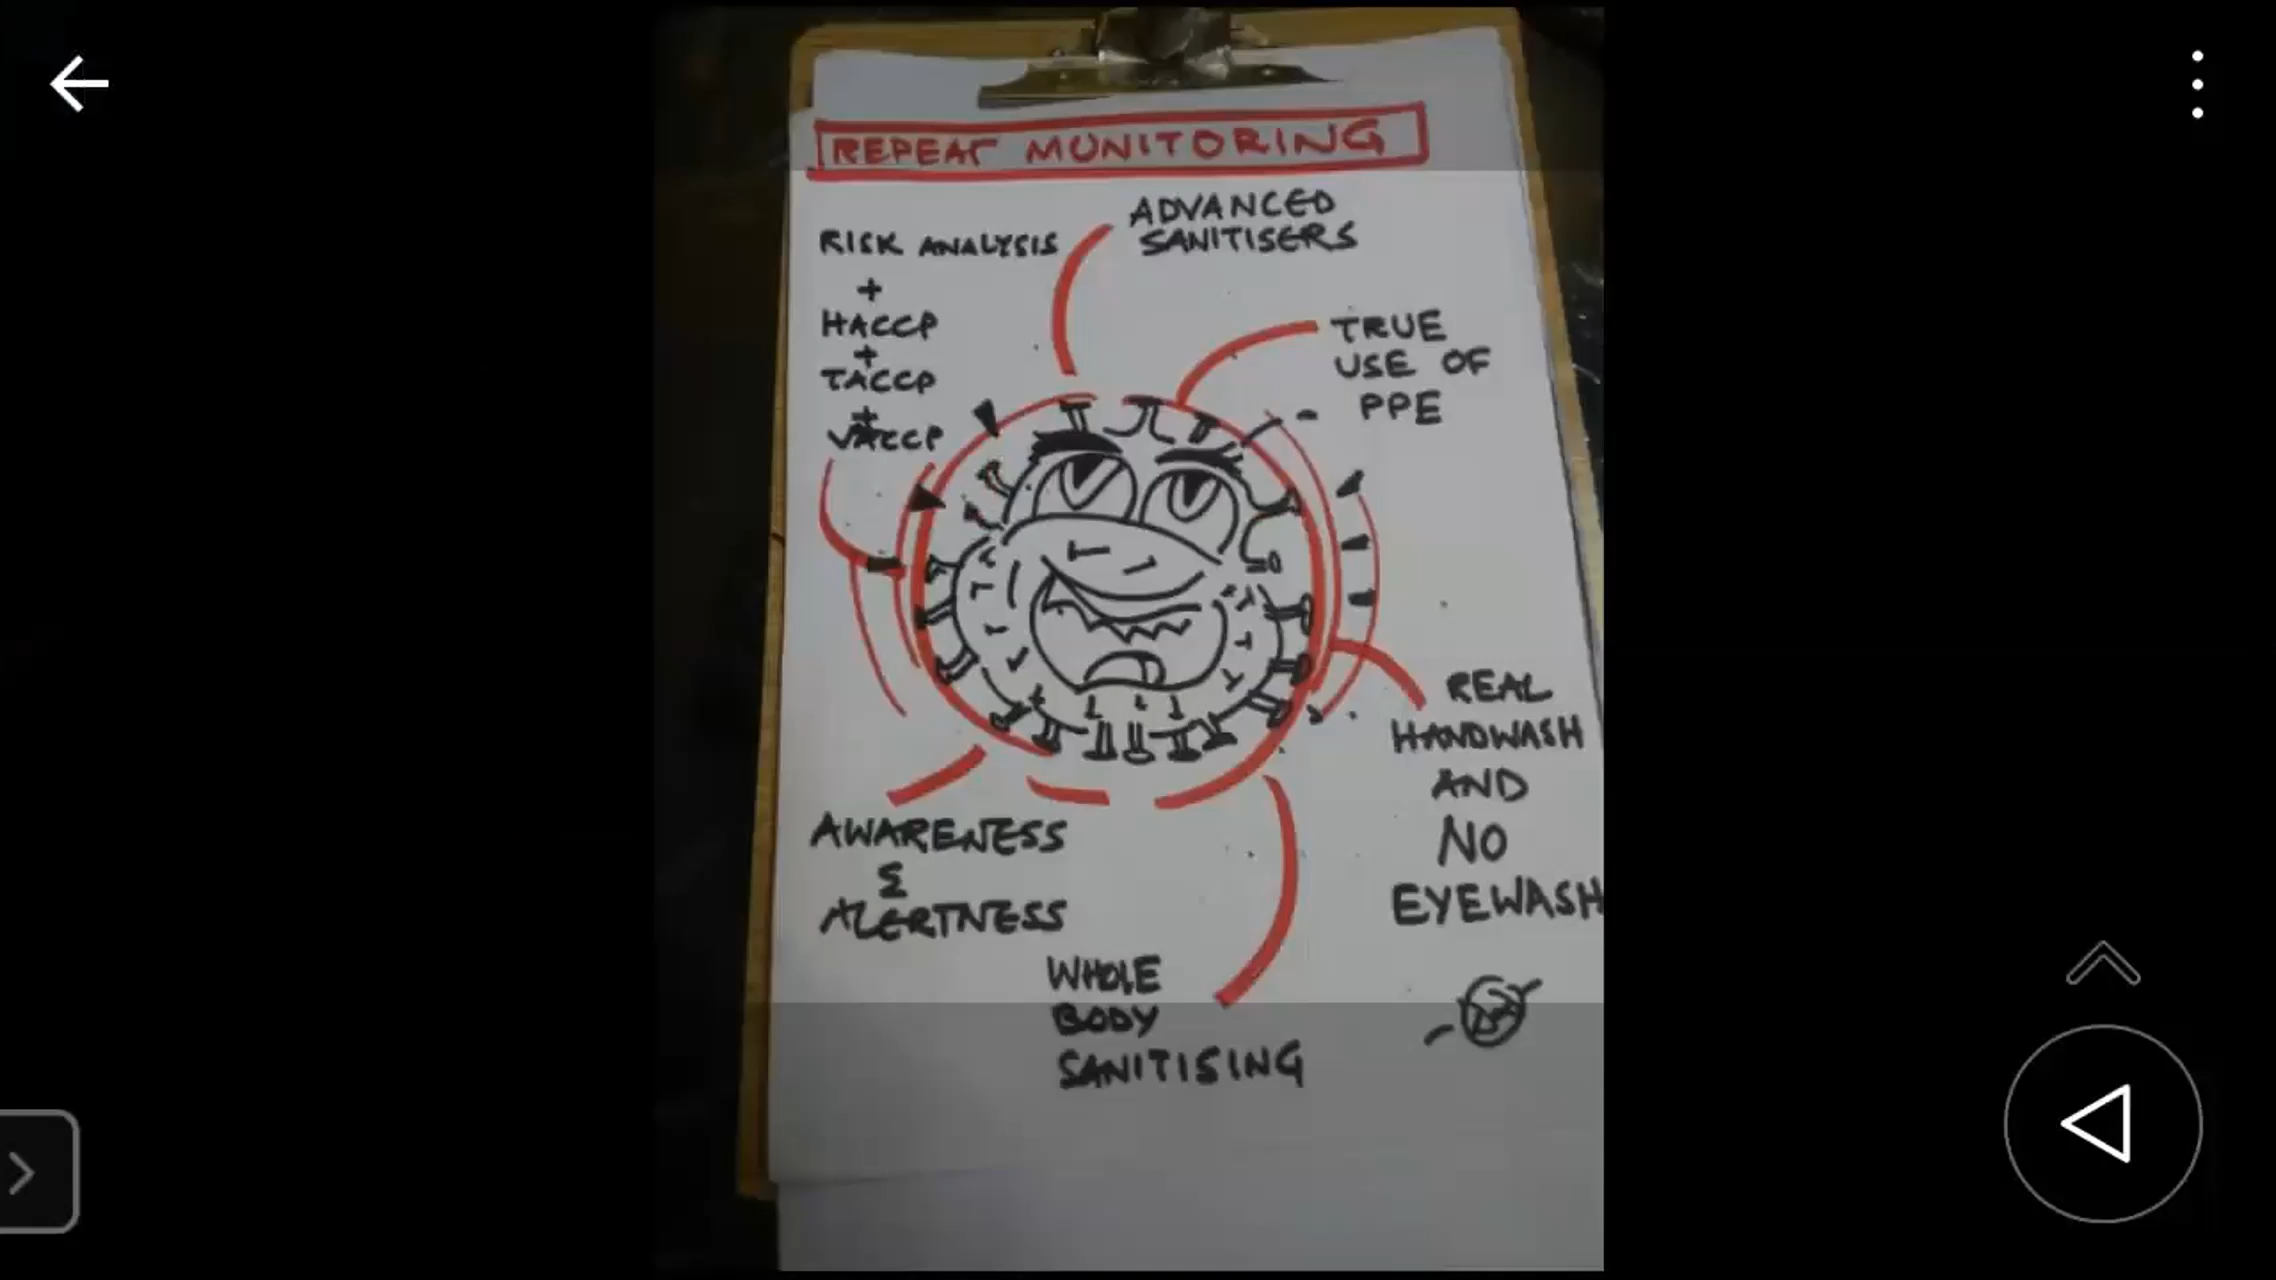 REPEAT MUNITORING
ADVANCED
SANITISERS
RISK ANALYSIS
+
HACCP
+
TACCP
+
VACCP
TRUE
USE OF
PPE
REAL
HANDWASH
AND
NO
EYEWASH
AWARENESS
&
ALERTNESS
WHOLE
BODY
SANITISING